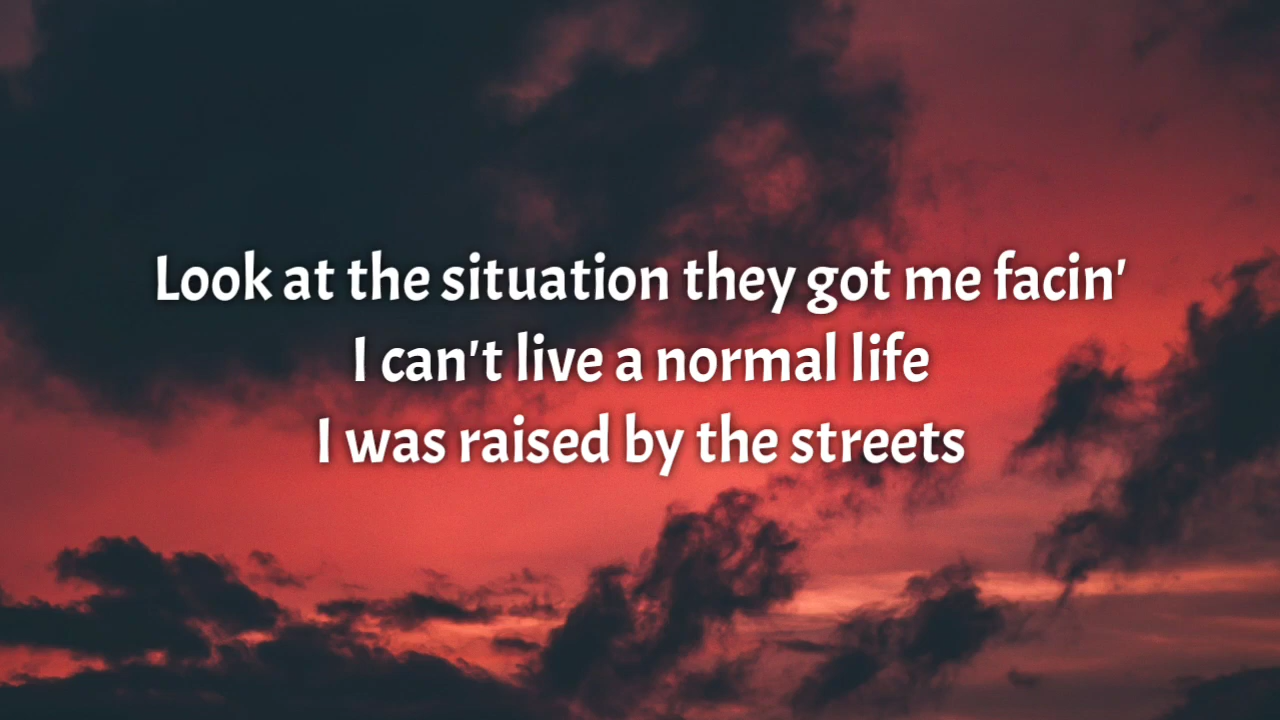 Look at the situation they got me facin'
I can't live a normal life
I was raised by the streets